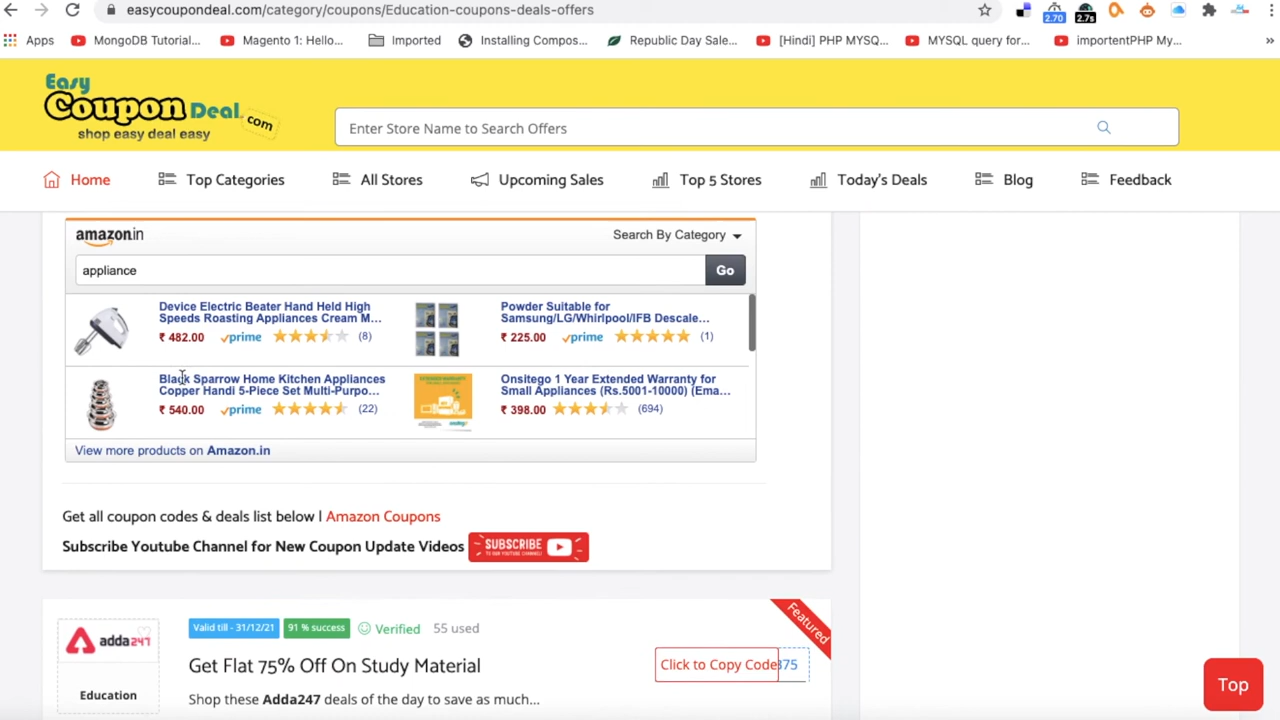 easycoupondeal.com/category/coupons/Education-coupons-deals-offers
2.70
2.7s
Apps
MongoDB Tutorial...
Magento 1: Hello...
Imported
Installing Compos...
Republic Day Sale...
[Hindi] PHP MYSQ...
MYSQL query for...
importentPHP My...
»
Easy
Coupon Deal.com
shop easy deal easy
Enter Store Name to Search Offers
Home
Top Categories
All Stores
Upcoming Sales
Top 5 Stores
Today's Deals
Blog
Feedback
amazon.in
Search By Category
appliance
Go
Device Electric Beater Hand Held High
Speeds Roasting Appliances Cream M...
₹ 482.00 prime (8)
Powder Suitable for
Samsung/LG/Whirlpool/IFB Descale...
₹ 225.00 prime (1)
Black Sparrow Home Kitchen Appliances
Copper Handi 5-Piece Set Multi-Purpo...
₹ 540.00 prime (22)
Onsitego 1 Year Extended Warranty for
Small Appliances (Rs.5001-10000) (Ema...
₹ 398.00 (694)
View more products on Amazon.in
Get all coupon codes & deals list below | Amazon Coupons
Subscribe Youtube Channel for New Coupon Update Videos
SUBSCRIBE
TO OUR YOUTUBE CHANNEL!
adda247
Education
Valid till - 31/12/21
91 % success
Verified
55 used
Featured
Get Flat 75% Off On Study Material
Click to Copy Code
75
Shop these Adda247 deals of the day to save as much...
Top